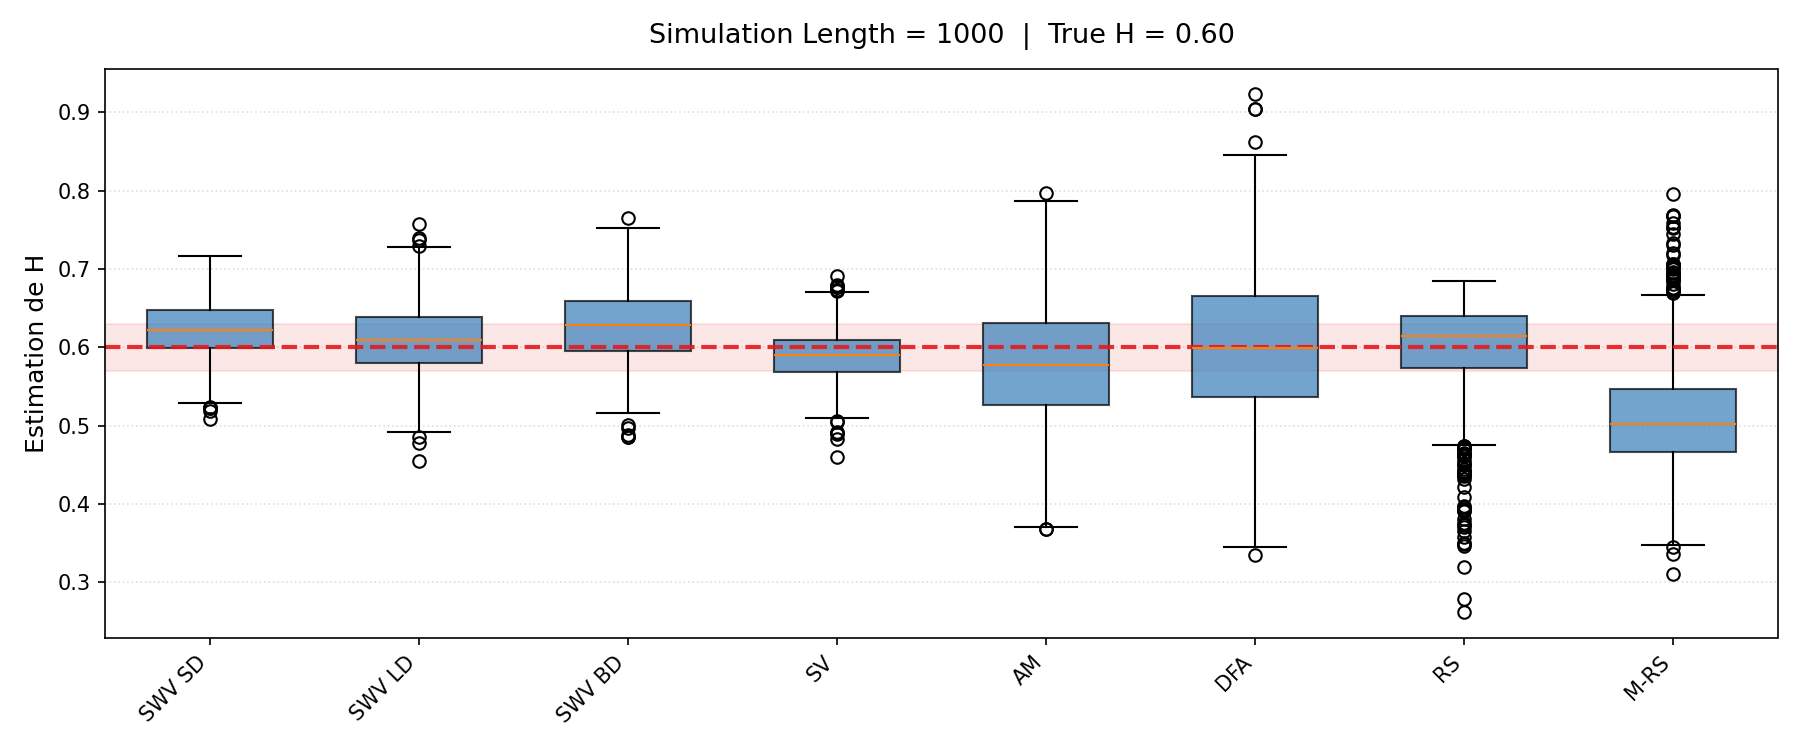 Simulation Length = 1000 | True H = 0.60
Estimation de H
0.9
0.8
0.7
0.6
0.5
0.4
0.3
SWV SD
SWV LD
SWV BD
SV
AM
DFA
RS
M-RS